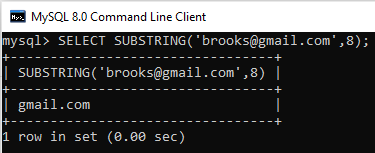 MySQL 8.0 Command Line Client
mysql> SELECT SUBSTRING('brooks@gmail.com',8);
+---------------------------------+
| SUBSTRING('brooks@gmail.com',8) |
+---------------------------------+
| gmail.com                       |
+---------------------------------+
1 row in set (0.00 sec)